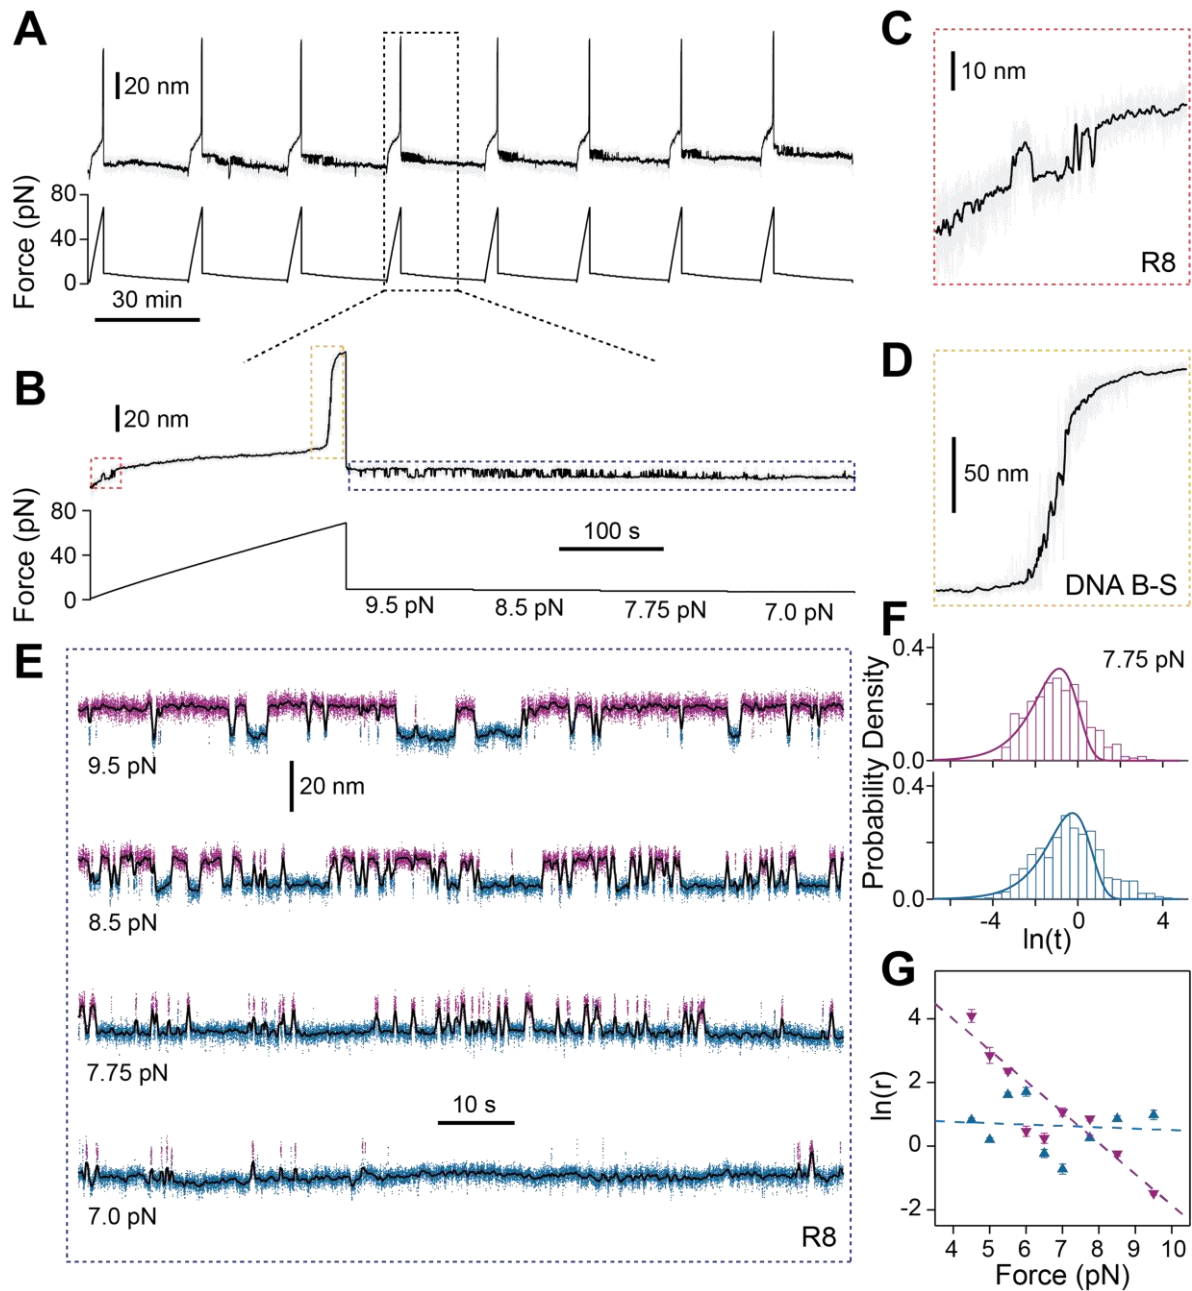 A
20 nm
Force (pN)
80
40
0
30 min
B
20 nm
Force (pN)
80
40
0
100 s
9.5 pN
8.5 pN
7.75 pN
7.0 pN
C
10 nm
R8
D
50 nm
DNA B-S
E
9.5 pN
20 nm
8.5 pN
7.75 pN
10 s
7.0 pN
R8
F
Probability Density
0.4
7.75 pN
0.0
0.4
0.0
-4 0 4
ln(t)
G
ln(r)
4
2
0
-2
4 5 6 7 8 9 10
Force (pN)